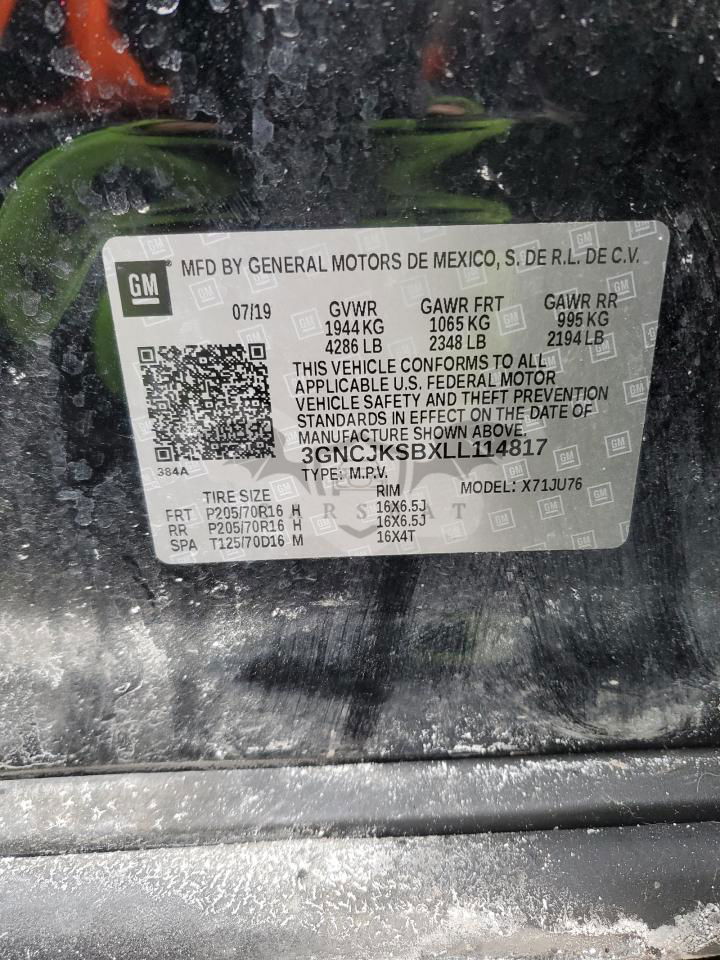 GM MFD BY GENERAL MOTORS DE MEXICO, S. DE R.L. DE C.V.
07/19 GVWR GAWR FRT GAWR RR
1944 KG 1065 KG 995 KG
4286 LB 2348 LB 2194 LB
THIS VEHICLE CONFORMS TO ALL
APPLICABLE U.S. FEDERAL MOTOR
VEHICLE SAFETY AND THEFT PREVENTION
STANDARDS IN EFFECT ON THE DATE OF
MANUFACTURE SHOWN ABOVE.
384A 3GNCJKSBXLL114817
TYPE: M.P.V.
TIRE SIZE RIM MODEL: X71JU76
FRT P205/70R16 H 16X6.5J
RR P205/70R16 H 16X6.5J
SPA T125/70D16 M 16X4T